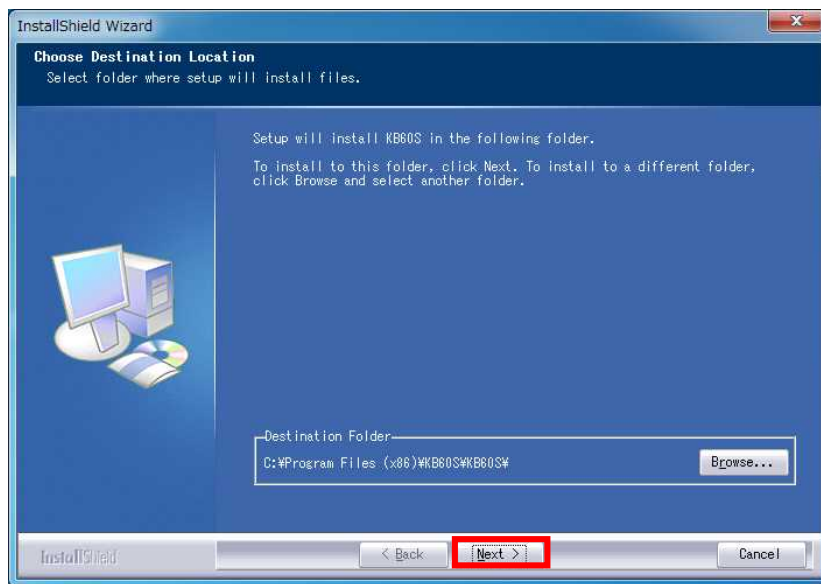 InstallShield Wizard
Choose Destination Location
Select folder where setup will install files.
Setup will install KB60S in the following folder.
To install to this folder, click Next. To install to a different folder,
click Browse and select another folder.
Destination Folder
C:¥Program Files (x86)¥KB60S¥KB60S¥
Browse...
InstallShield
< Back
Next >
Cancel